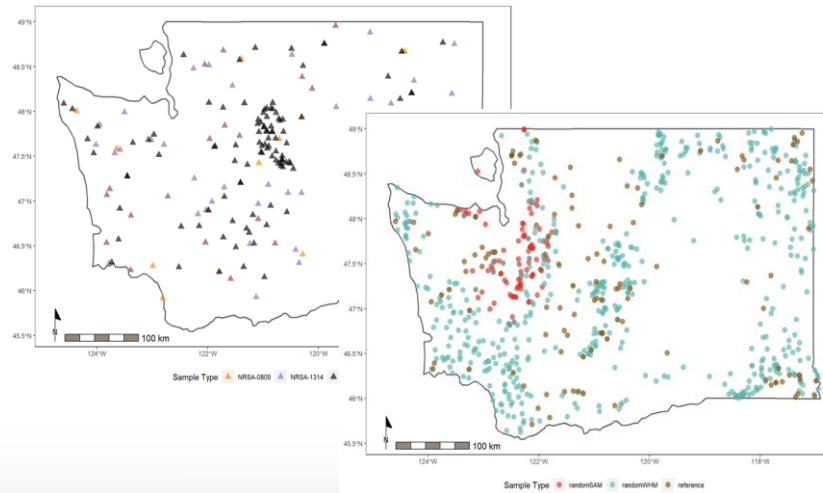 49°N
48.5°N
48°N
47.5°N
47°N
46.5°N
46°N
45.5°N
N
100 km
124°W
122°W
120°W
Sample Type NRSA-0809 NRSA-1314
49°N
48.5°N
48°N
47.5°N
47°N
46.5°N
46°N
45.5°N
N
100 km
124°W
122°W
120°W
118°W
Sample Type randomSAM randomWHM reference